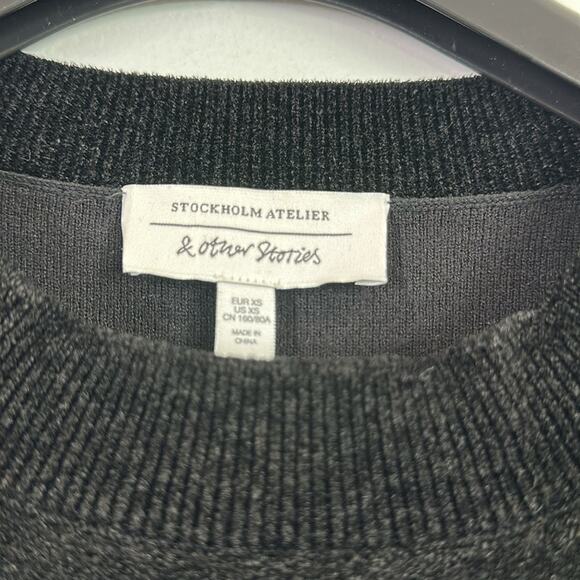 STOCKHOLM ATELIER
& other Stories
EUR XS
US XS
CN 160/80A
MADE IN
CHINA